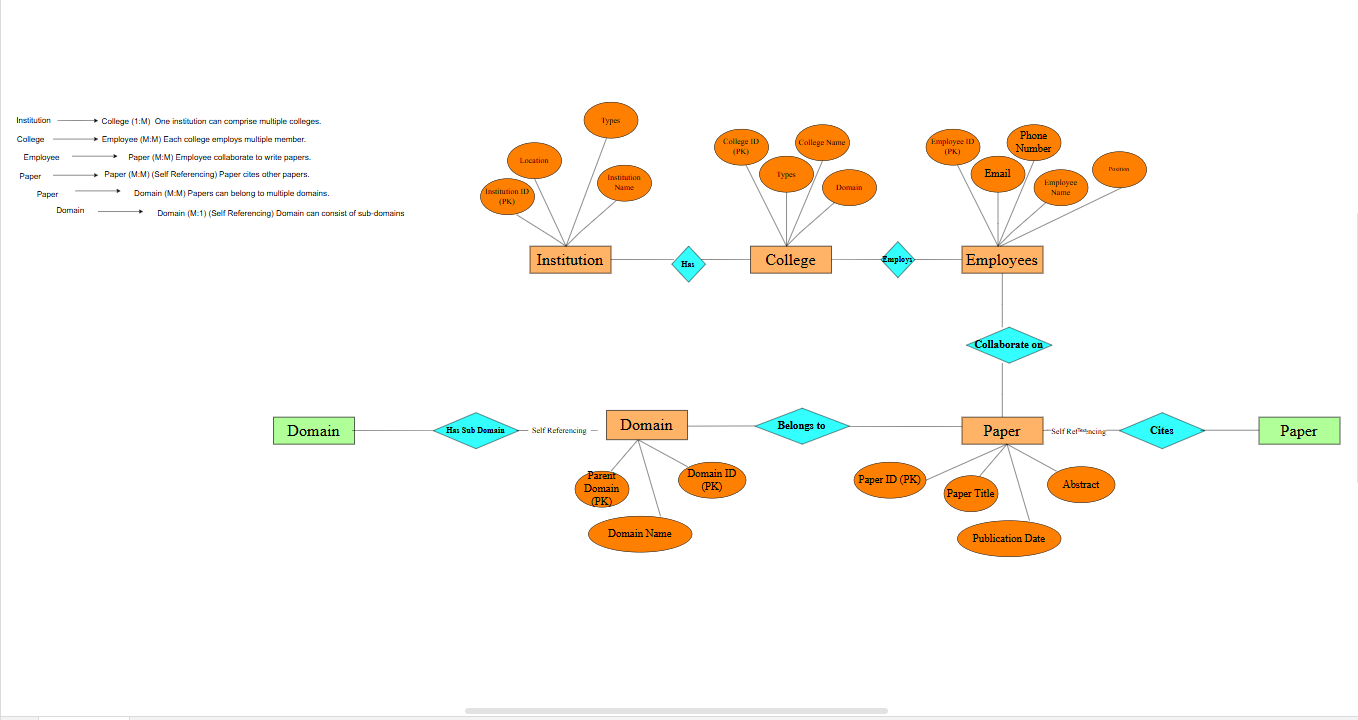 Institution College (1:M) One institution can comprise multiple colleges.
College Employee (M:M) Each college employs multiple member.
Employee Paper (M:M) Employee collaborate to write papers.
Paper Paper (M:M) (Self Referencing) Paper cites other papers.
Paper Domain (M:M) Papers can belong to multiple domains.
Domain Domain (M:1) (Self Referencing) Domain can consist of sub-domains
Types
Location
Institution ID
(PK)
Institution
Name
College ID
(PK)
College Name
Types
Domain
Employee ID
(PK)
Phone
Number
Email
Employee
Name
Position
Institution
Has
College
Employs
Employees
Collaborate on
Domain
Has Sub Domain
Self Referencing
Domain
Belongs to
Paper
Self Referencing
Cites
Paper
Parent
Domain
(PK)
Domain ID
(PK)
Domain Name
Paper ID (PK)
Paper Title
Abstract
Publication Date